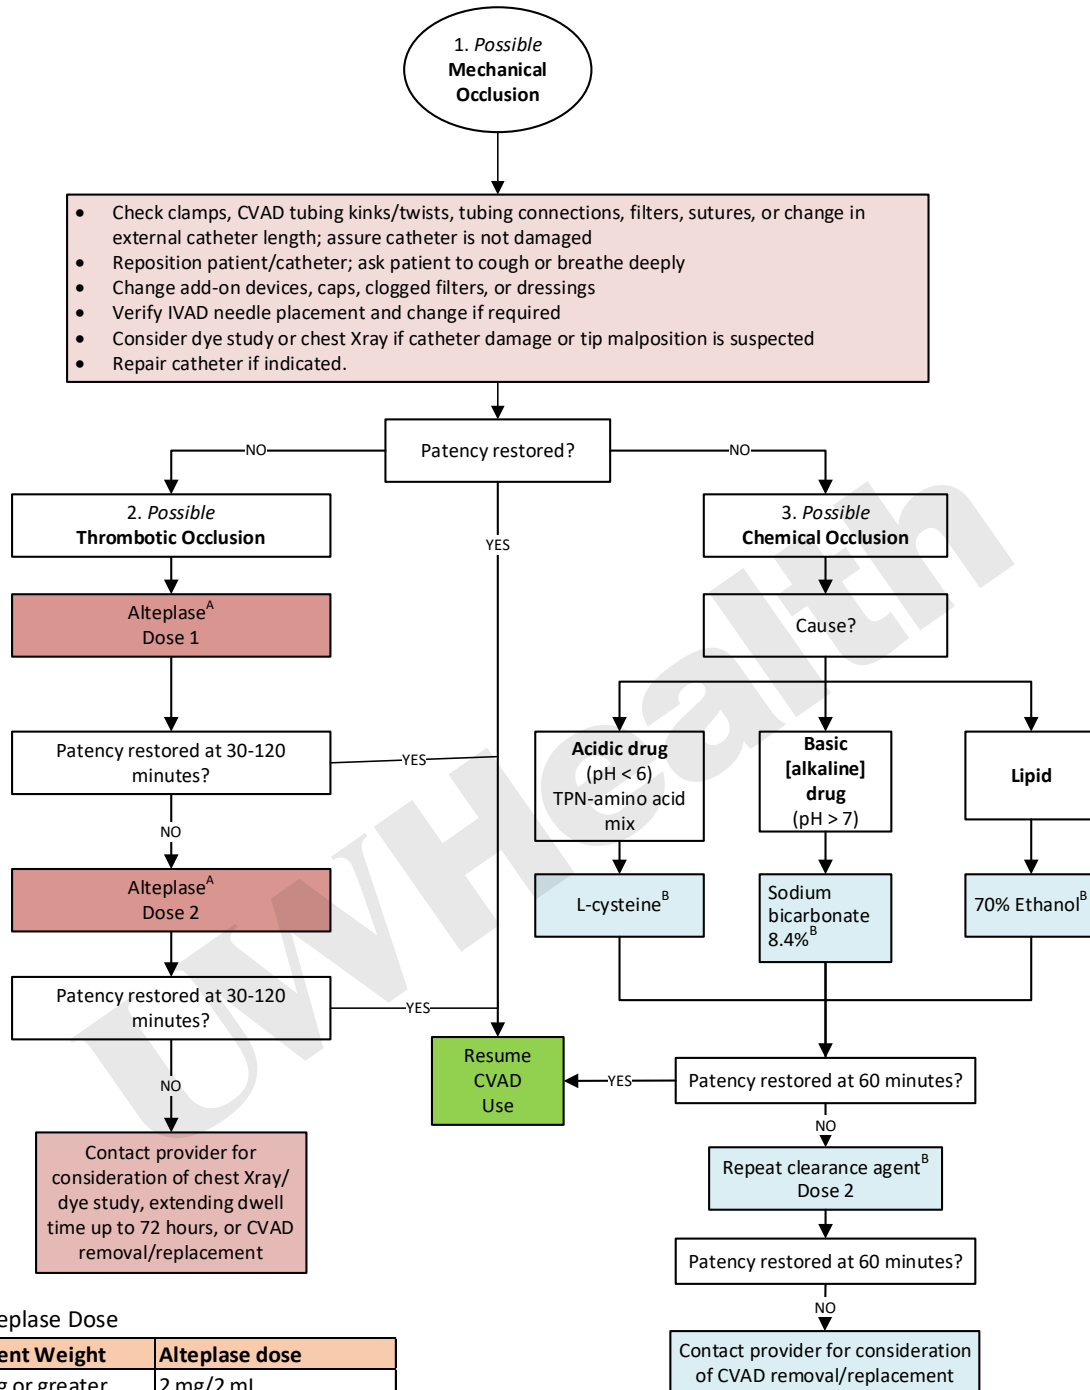 1. Possible
Mechanical
Occlusion
• Check clamps, CVAD tubing kinks/twists, tubing connections, filters, sutures, or change in
external catheter length; assure catheter is not damaged
• Reposition patient/catheter; ask patient to cough or breathe deeply
• Change add-on devices, caps, clogged filters, or dressings
• Verify IVAD needle placement and change if required
• Consider dye study or chest Xray if catheter damage or tip malposition is suspected
• Repair catheter if indicated.
Patency restored?
NO
NO
YES
2. Possible
Thrombotic Occlusion
Alteplase^A
Dose 1
Patency restored at 30-120
minutes?
YES
NO
Alteplase^A
Dose 2
Patency restored at 30-120
minutes?
YES
NO
Contact provider for
consideration of chest Xray/
dye study, extending dwell
time up to 72 hours, or CVAD
removal/replacement
3. Possible
Chemical Occlusion
Cause?
Acidic drug
(pH < 6)
TPN-amino acid
mix
Basic
[alkaline]
drug
(pH > 7)
Lipid
L-cysteine^B
Sodium
bicarbonate
8.4%^B
70% Ethanol^B
Resume
CVAD
Use
YES
Patency restored at 60 minutes?
NO
Repeat clearance agent^B
Dose 2
Patency restored at 60 minutes?
NO
Contact provider for consideration
of CVAD removal/replacement
eplase Dose
ent Weight
Alteplase dose
g or greater
2 mg/2 mL
UWHealth